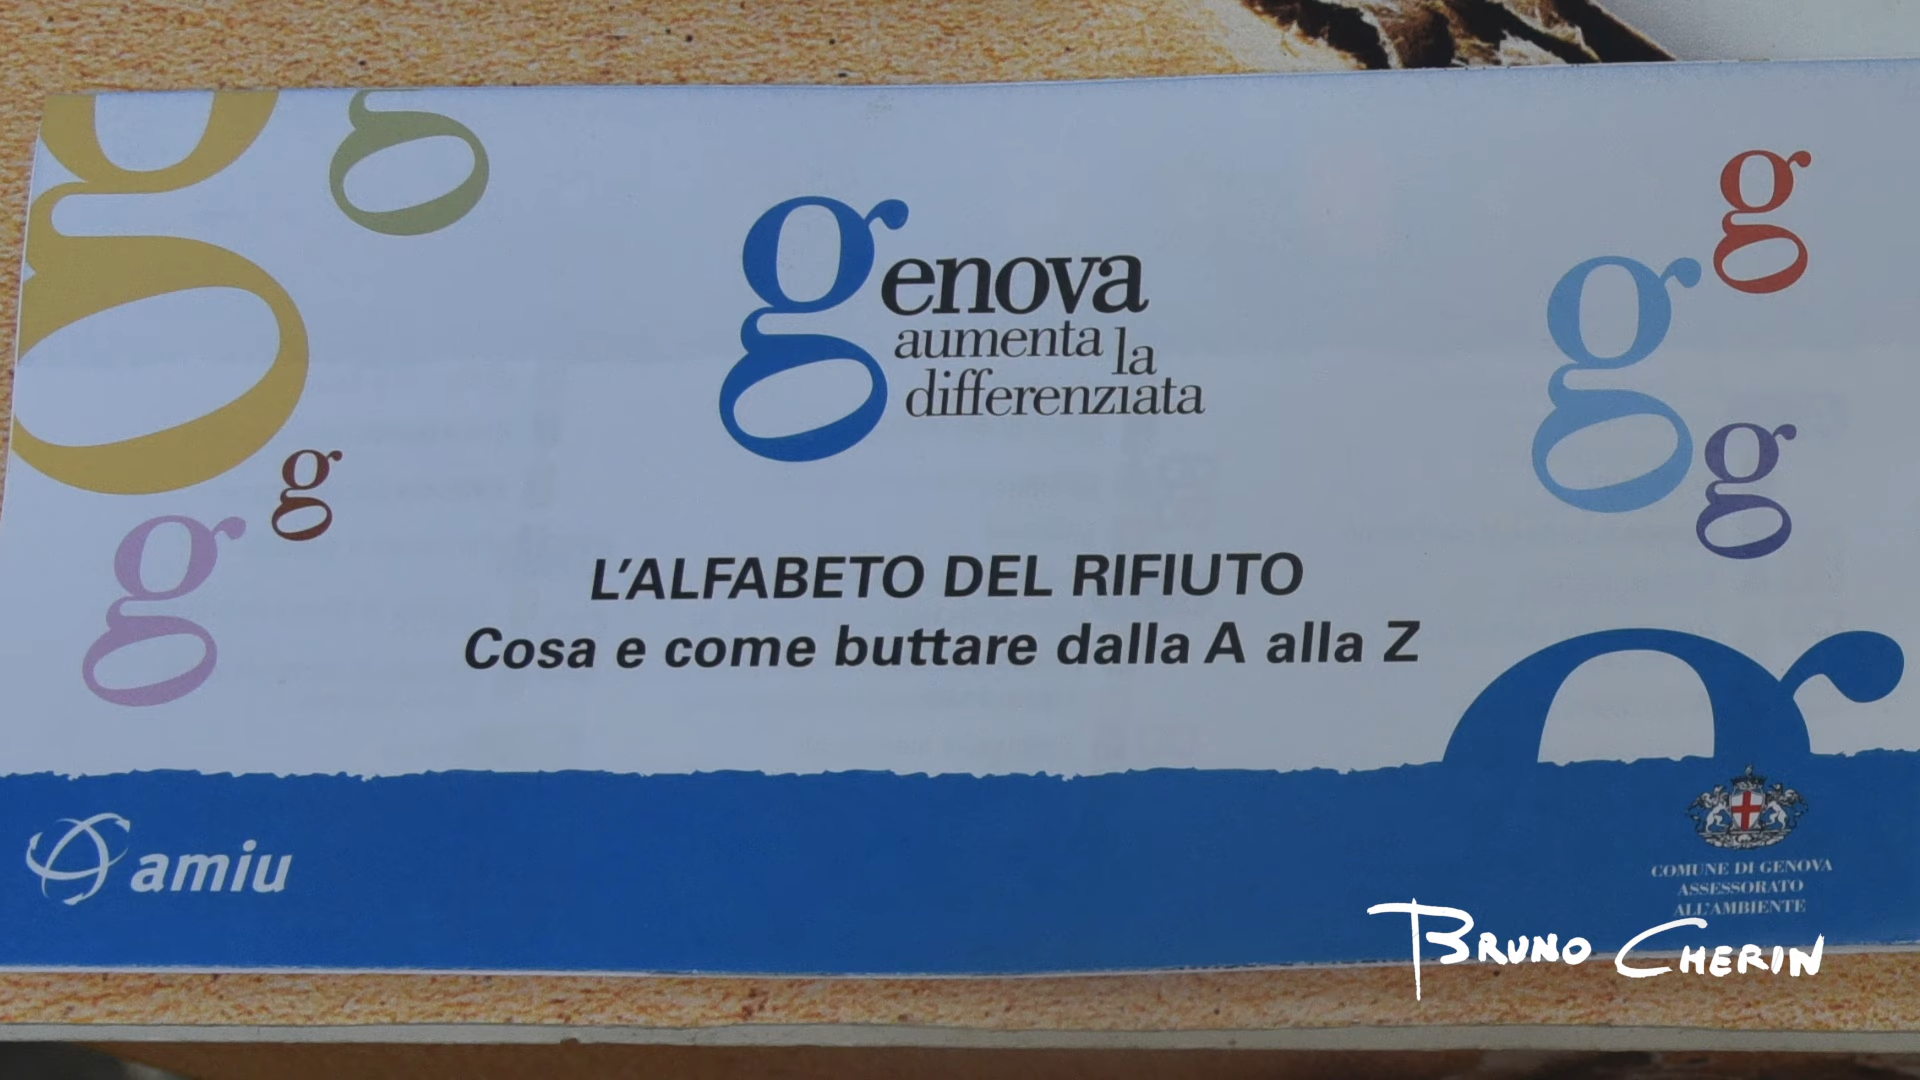 genova
aumenta la
differenziata
L'ALFABETO DEL RIFIUTO
Cosa e come buttare dalla A alla Z
g
g
g
g
g
g
amiu
COMUNE DI GENOVA
ASSESSORATO
ALL'AMBIENTE
BRUNO CHERIN